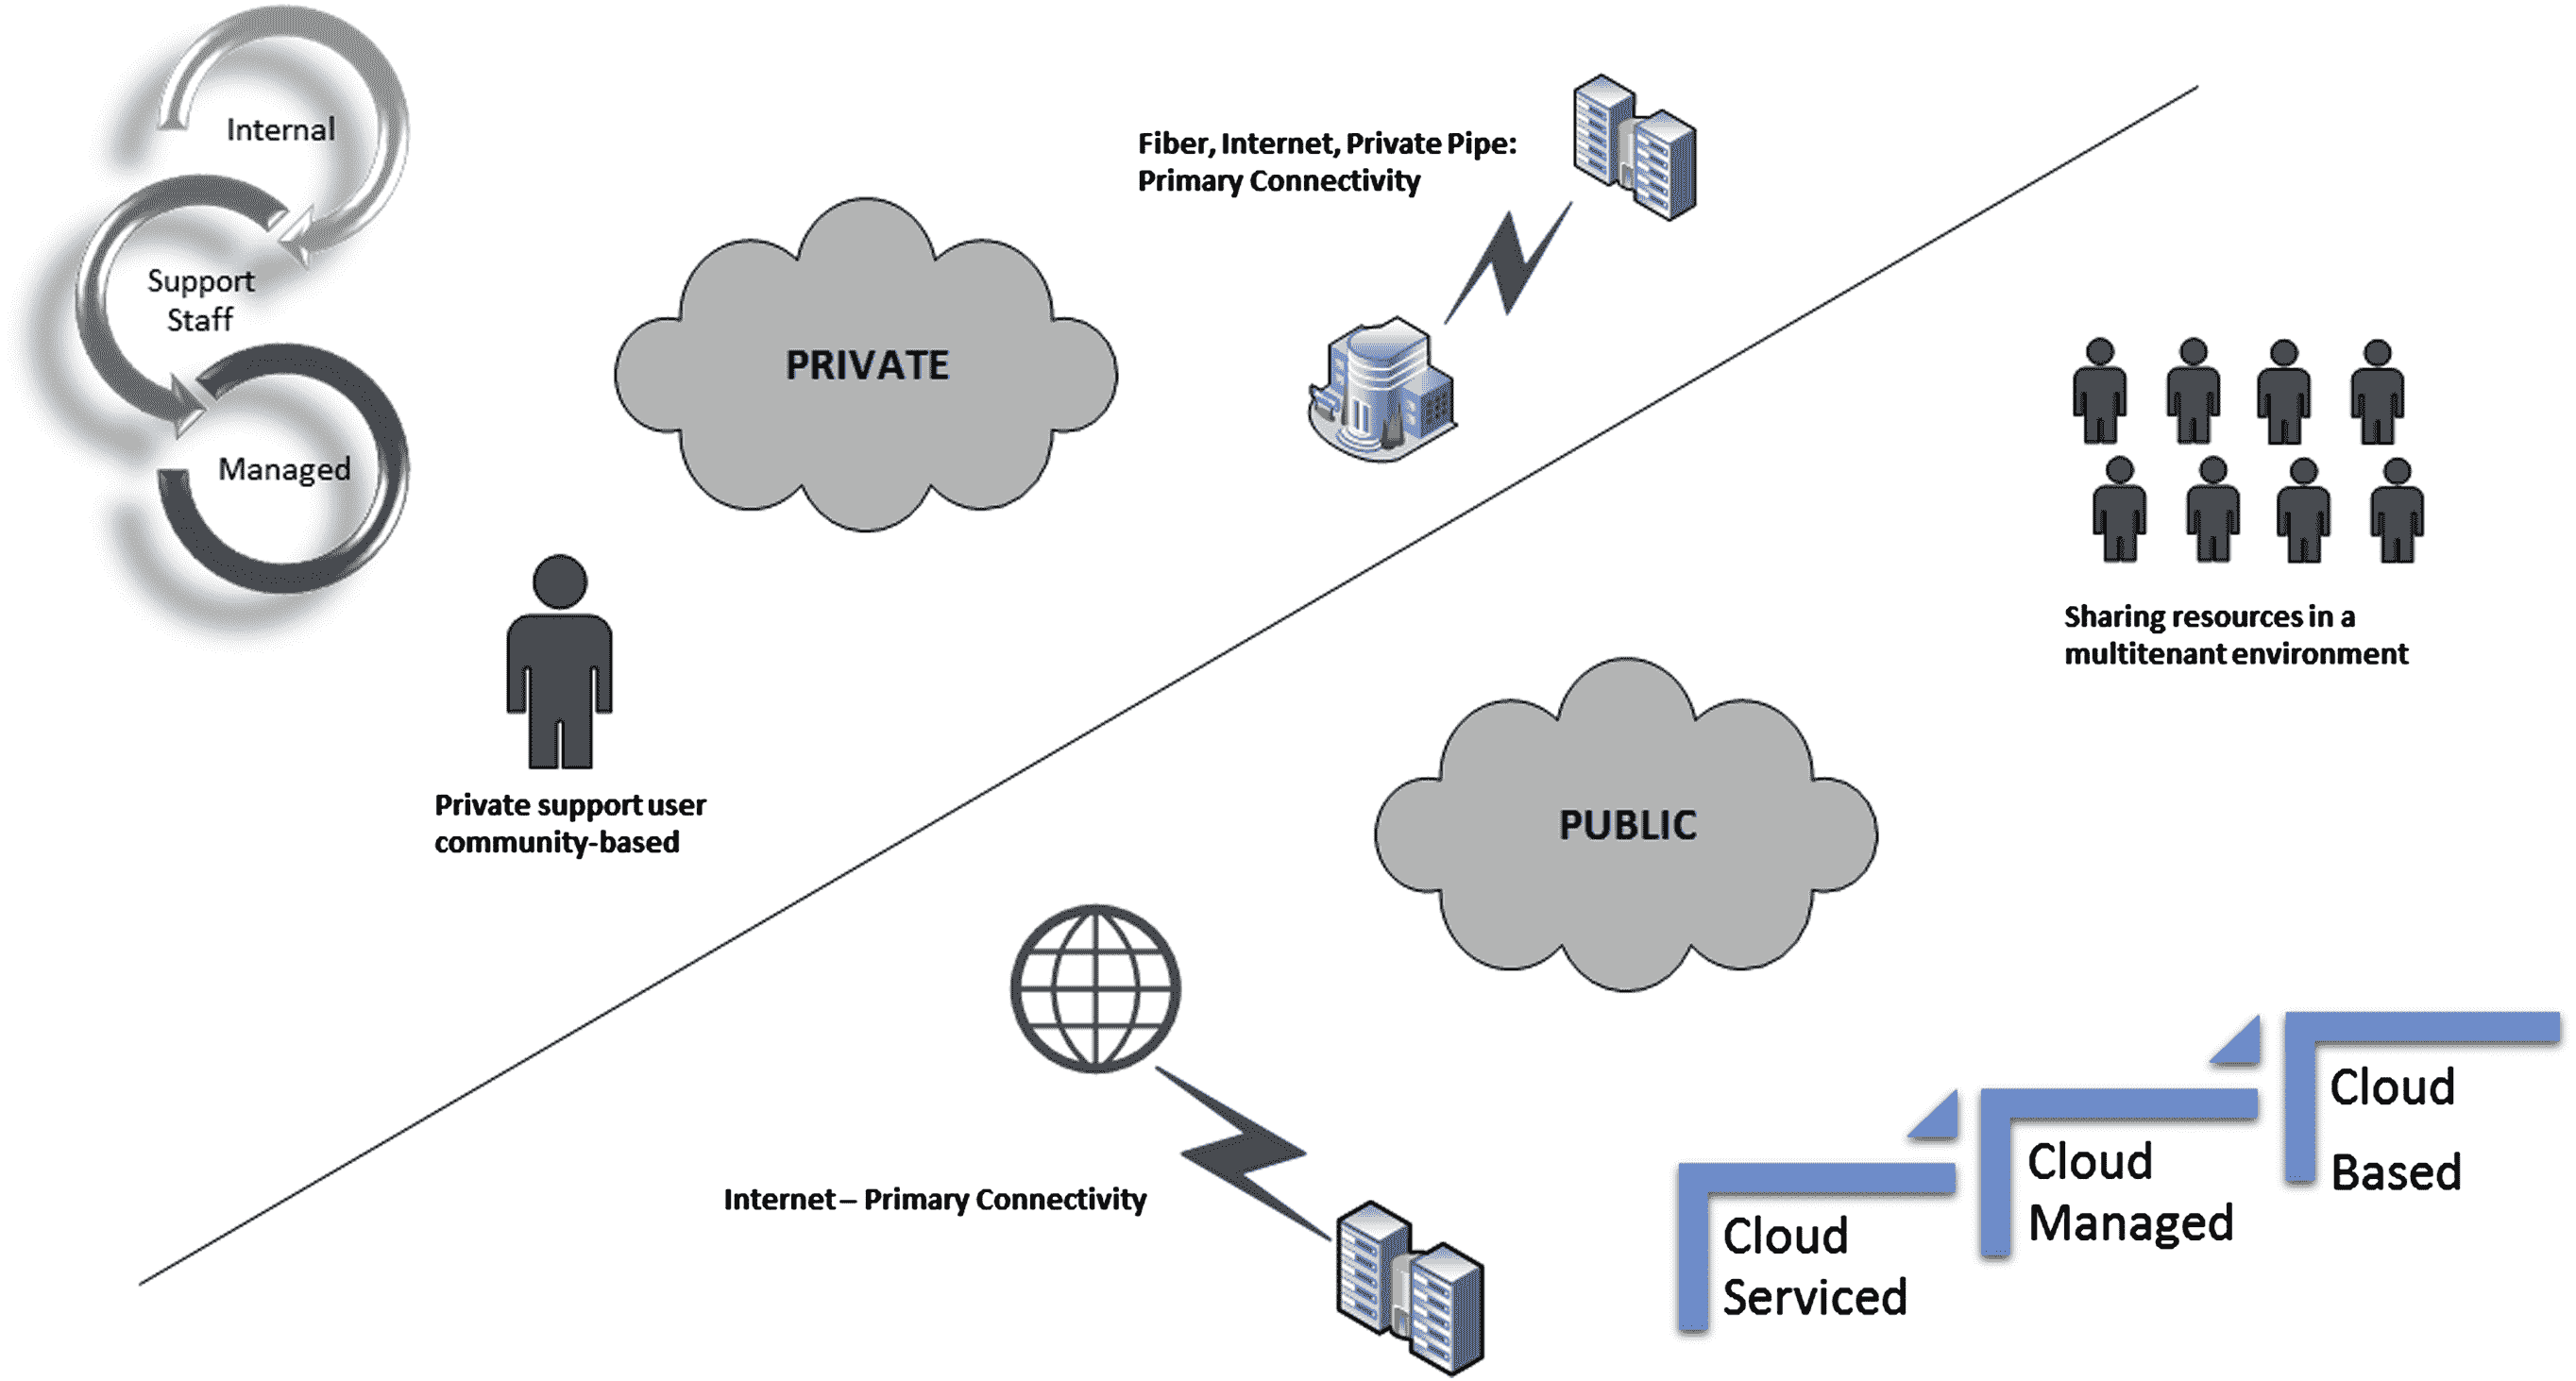 Internal
Support
Staff
Managed
PRIVATE
Fiber, Internet, Private Pipe:
Primary Connectivity
Private support user
community-based
Sharing resources in a
multitenant environment
PUBLIC
Internet – Primary Connectivity
Cloud
Serviced
Cloud
Managed
Cloud
Based